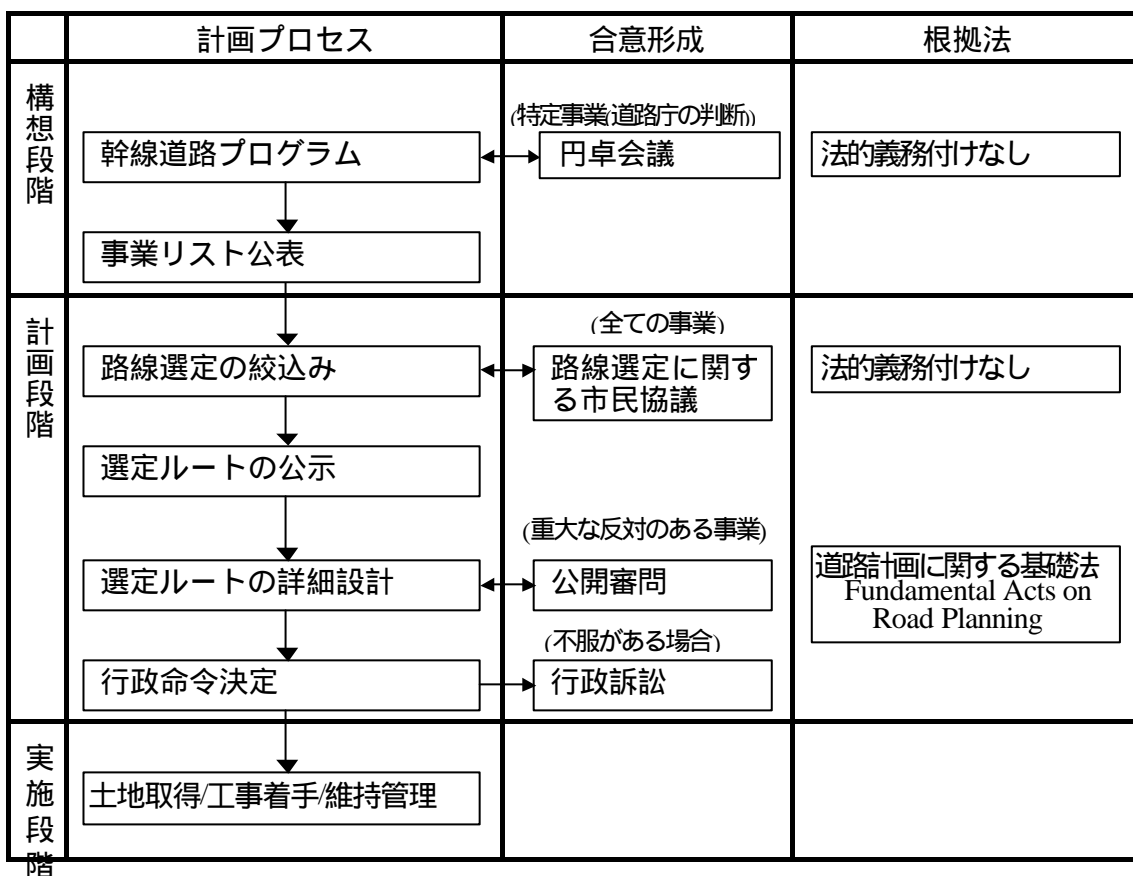 計画プロセス
合意形成
根拠法
構想段階
(特定事業(道路庁の判断))
幹線道路プログラム
円卓会議
法的義務付けなし
事業リスト公表
計画段階
(全ての事業)
路線選定の絞込み
路線選定に関す
る市民協議
法的義務付けなし
選定ルートの公示
(重大な反対のある事業)
選定ルートの詳細設計
公開審問
道路計画に関する基礎法
Fundamental Acts on
Road Planning
(不服がある場合)
行政命令決定
行政訴訟
実施段階
土地取得/工事着手/維持管理